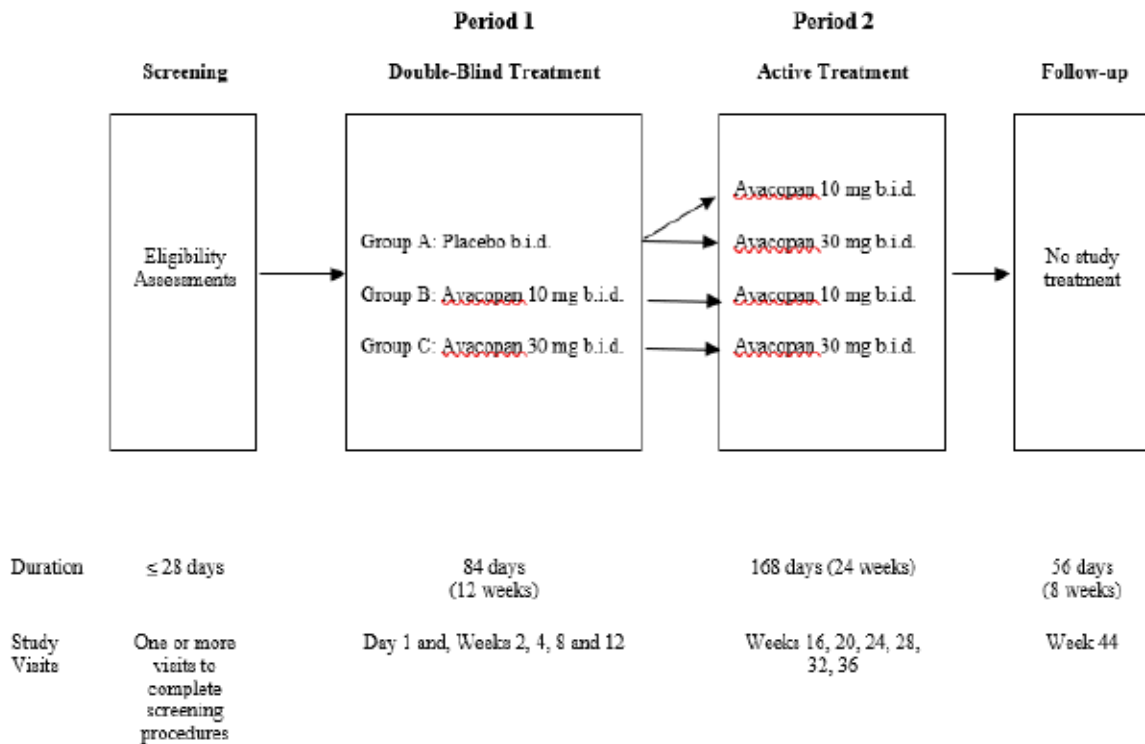 Period 1
Period 2
Screening
Double-Blind Treatment
Active Treatment
Follow-up
Eligibility
Assessments
Group A: Placebo b.i.d.
Group B: Avacopan 10 mg b.i.d.
Group C: Avacopan 30 mg b.i.d.
Avacopan 10 mg b.i.d.
Avacopan 30 mg b.i.d.
Avacopan 10 mg b.i.d.
Avacopan 30 mg b.i.d.
No study
treatment
Duration
≤ 28 days
84 days
(12 weeks)
168 days (24 weeks)
56 days
(8 weeks)
Study
Visits
One or more
visits to
complete
screening
procedures
Day 1 and, Weeks 2, 4, 8 and 12
Weeks 16, 20, 24, 28,
32, 36
Week 44